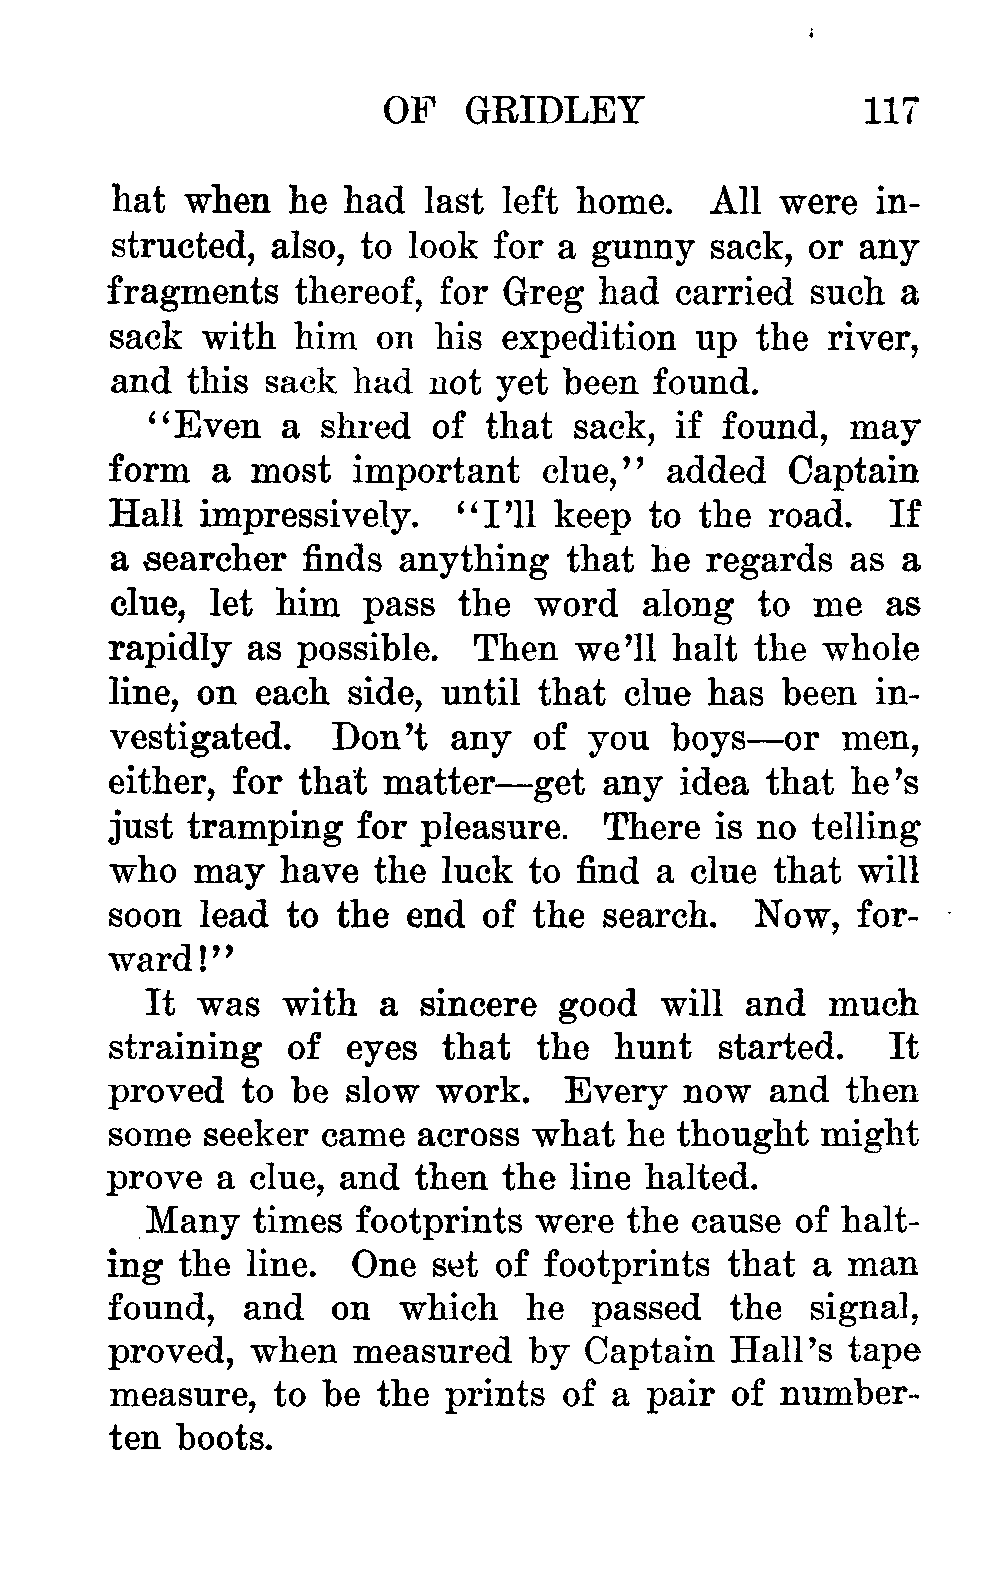 OF GRIDLEY 117
hat when he had last left home. All were in-
structed, also, to look for a gunny sack, or any
fragments thereof, for Greg had carried such a
sack with him on his expedition up the river,
and this sack had not yet been found.
"Even a shred of that sack, if found, may
form a most important clue," added Captain
Hall impressively. "I'll keep to the road. If
a searcher finds anything that he regards as a
clue, let him pass the word along to me as
rapidly as possible. Then we'll halt the whole
line, on each side, until that clue has been in-
vestigated. Don't any of you boys—or men,
either, for that matter—get any idea that he's
just tramping for pleasure. There is no telling
who may have the luck to find a clue that will
soon lead to the end of the search. Now, for-
ward!"
It was with a sincere good will and much
straining of eyes that the hunt started. It
proved to be slow work. Every now and then
some seeker came across what he thought might
prove a clue, and then the line halted.
Many times footprints were the cause of halt-
ing the line. One set of footprints that a man
found, and on which he passed the signal,
proved, when measured by Captain Hall's tape
measure, to be the prints of a pair of number-
ten boots.